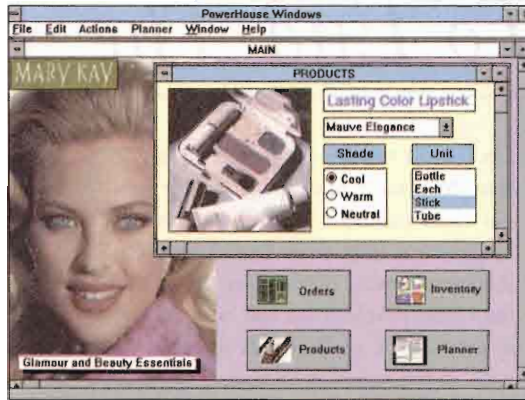 PowerHouse Windows
File Edit Actions Planner Window Help
MAIN
MARY KAY
PRODUCTS
Lasting Color Lipstick
Mauve Elegance
Shade Unit
Cool
Warm
Neutral
Bottle
Each
Stick
Tube
Orders Inventory
Products Planner
Glamour and Beauty Essentials